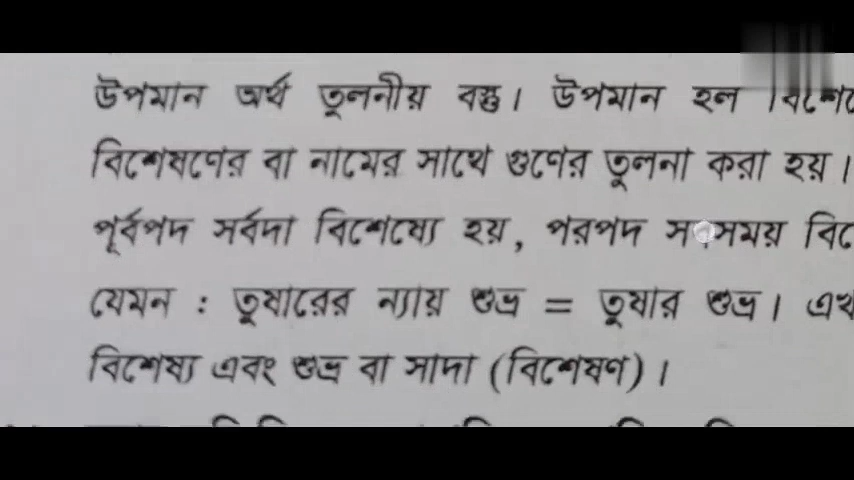 উপমান অর্থ তুলনীয় বস্তু। উপমান হল
বিশেষণের বা নামের সাথে গুণের তুলনা করা হয়।
পূর্বপদ সর্বদা বিশেষ্যে হয়, পরপদ
যেমন : তুষারের ন্যায় শুভ্র = তুষার শুভ্র।
বিশেষ্য এবং শুভ্র বা সাদা (বিশেষণ)।